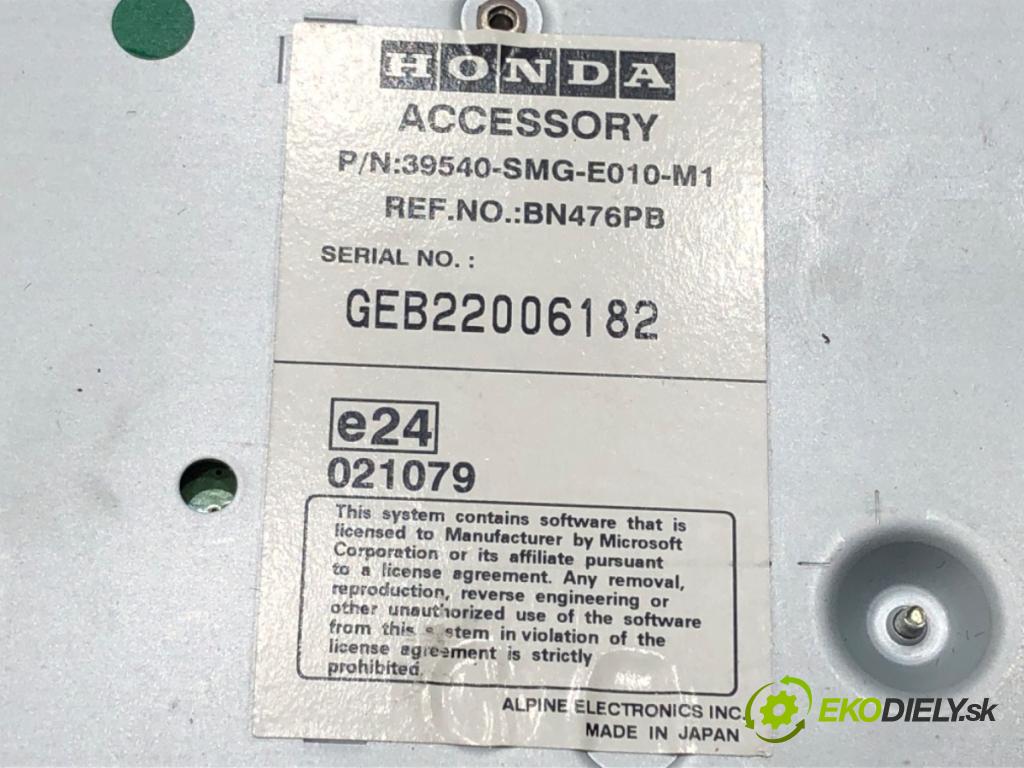 HONDA
ACCESSORY
P/N:39540-SMG-E010-M1
REF.NO.:BN476PB
SERIAL NO. :
GEB22006182
e24
021079
This system contains software that is
licensed to Manufacturer by Microsoft
Corporation or its affiliate pursuant
to a license agreement. Any removal,
reproduction, reverse engineering or
other unauthorized use of the software
from this system in violation of the
license agreement is strictly
prohibited.
ALPINE ELECTRONICS INC.
MADE IN JAPAN
EKODIELY.sk